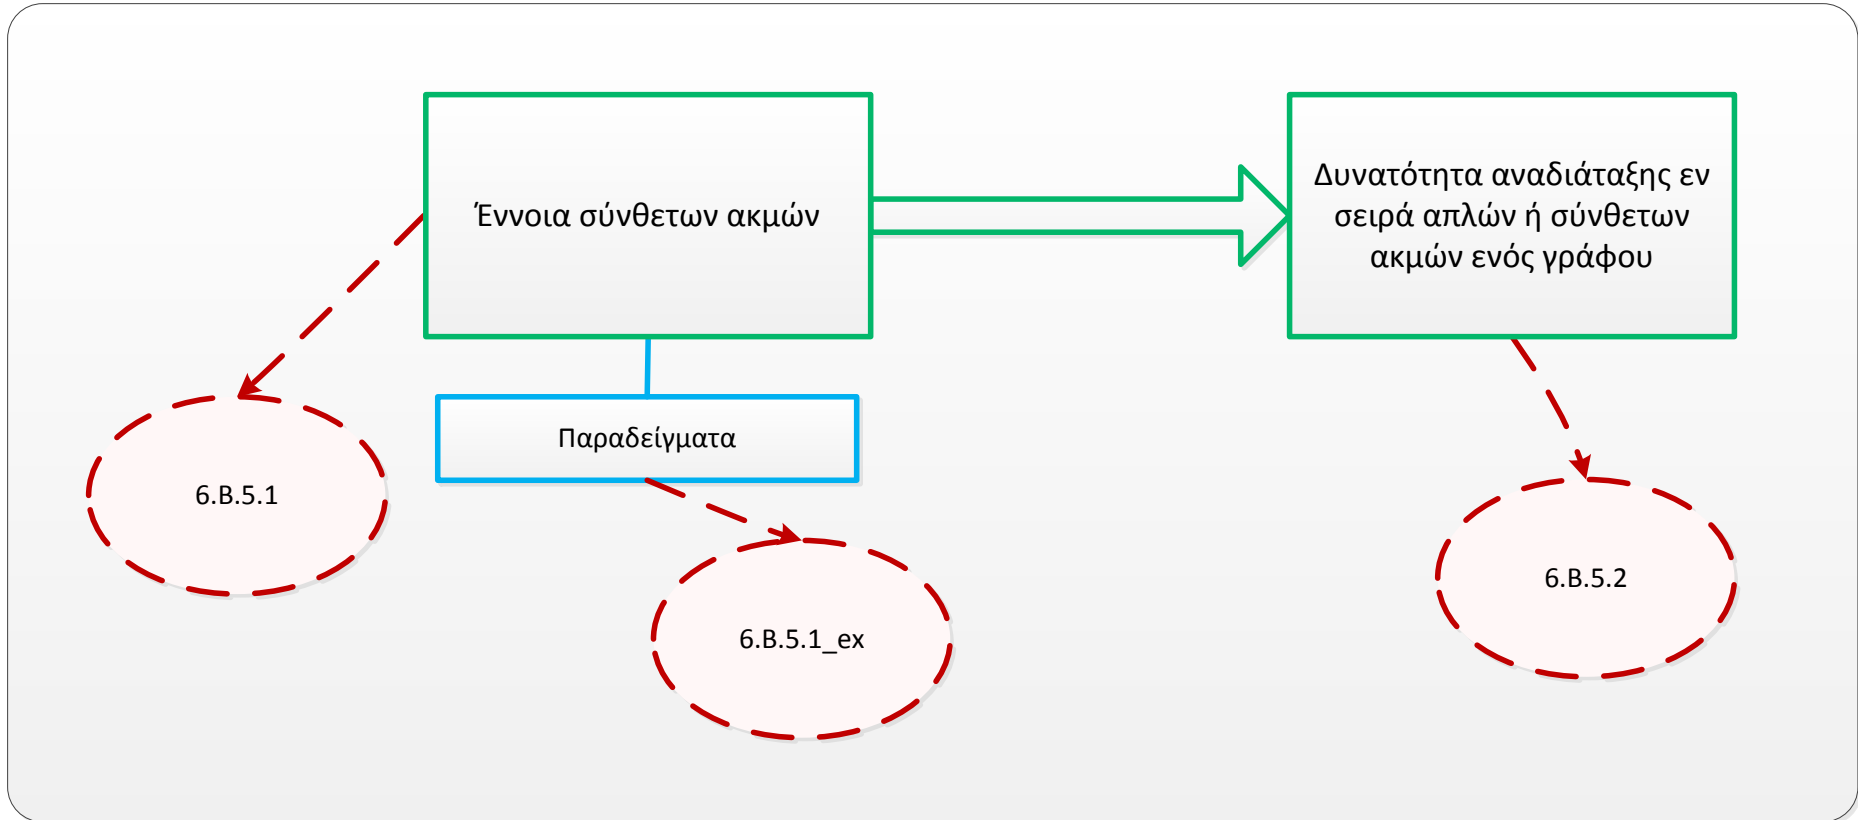 Έννοια σύνθετων ακμών
Δυνατότητα αναδιάταξης εν
σειρά απλών ή σύνθετων
ακμών ενός γράφου
Παραδείγματα
6.Β.5.1
6.Β.5.1_ex
6.Β.5.2